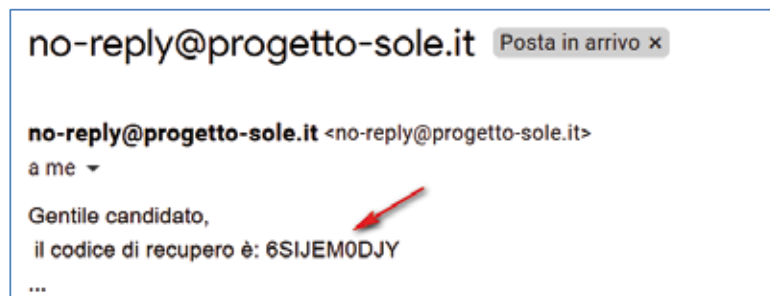 no-reply@progetto-sole.it Posta in arrivo ×
no-reply@progetto-sole.it <no-reply@progetto-sole.it>
a me
Gentile candidato,
il codice di recupero è: 6SIJEM0DJY
...